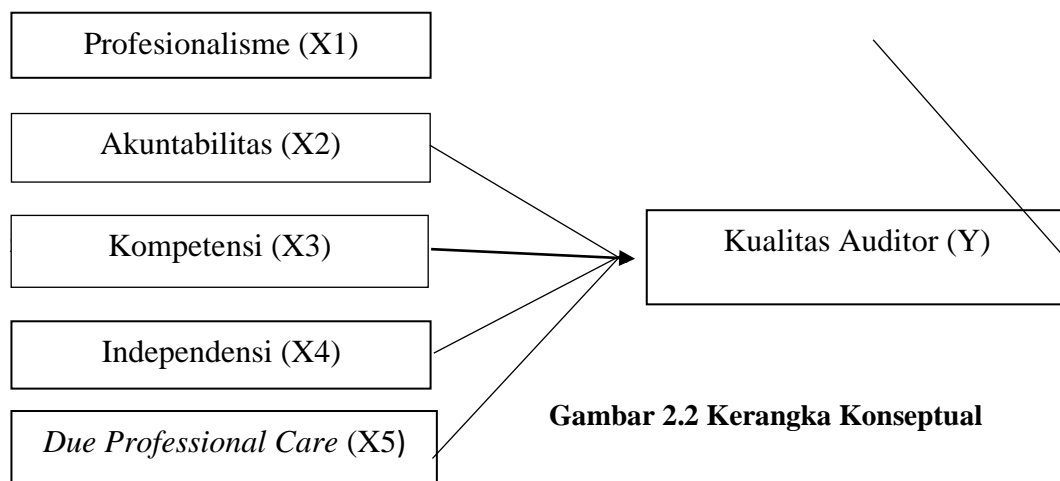 Profesionalisme (X1)
Akuntabilitas (X2)
Kompetensi (X3)
Kualitas Auditor (Y)
Independensi (X4)
Gambar 2.2 Kerangka Konseptual
Due Professional Care (X5)